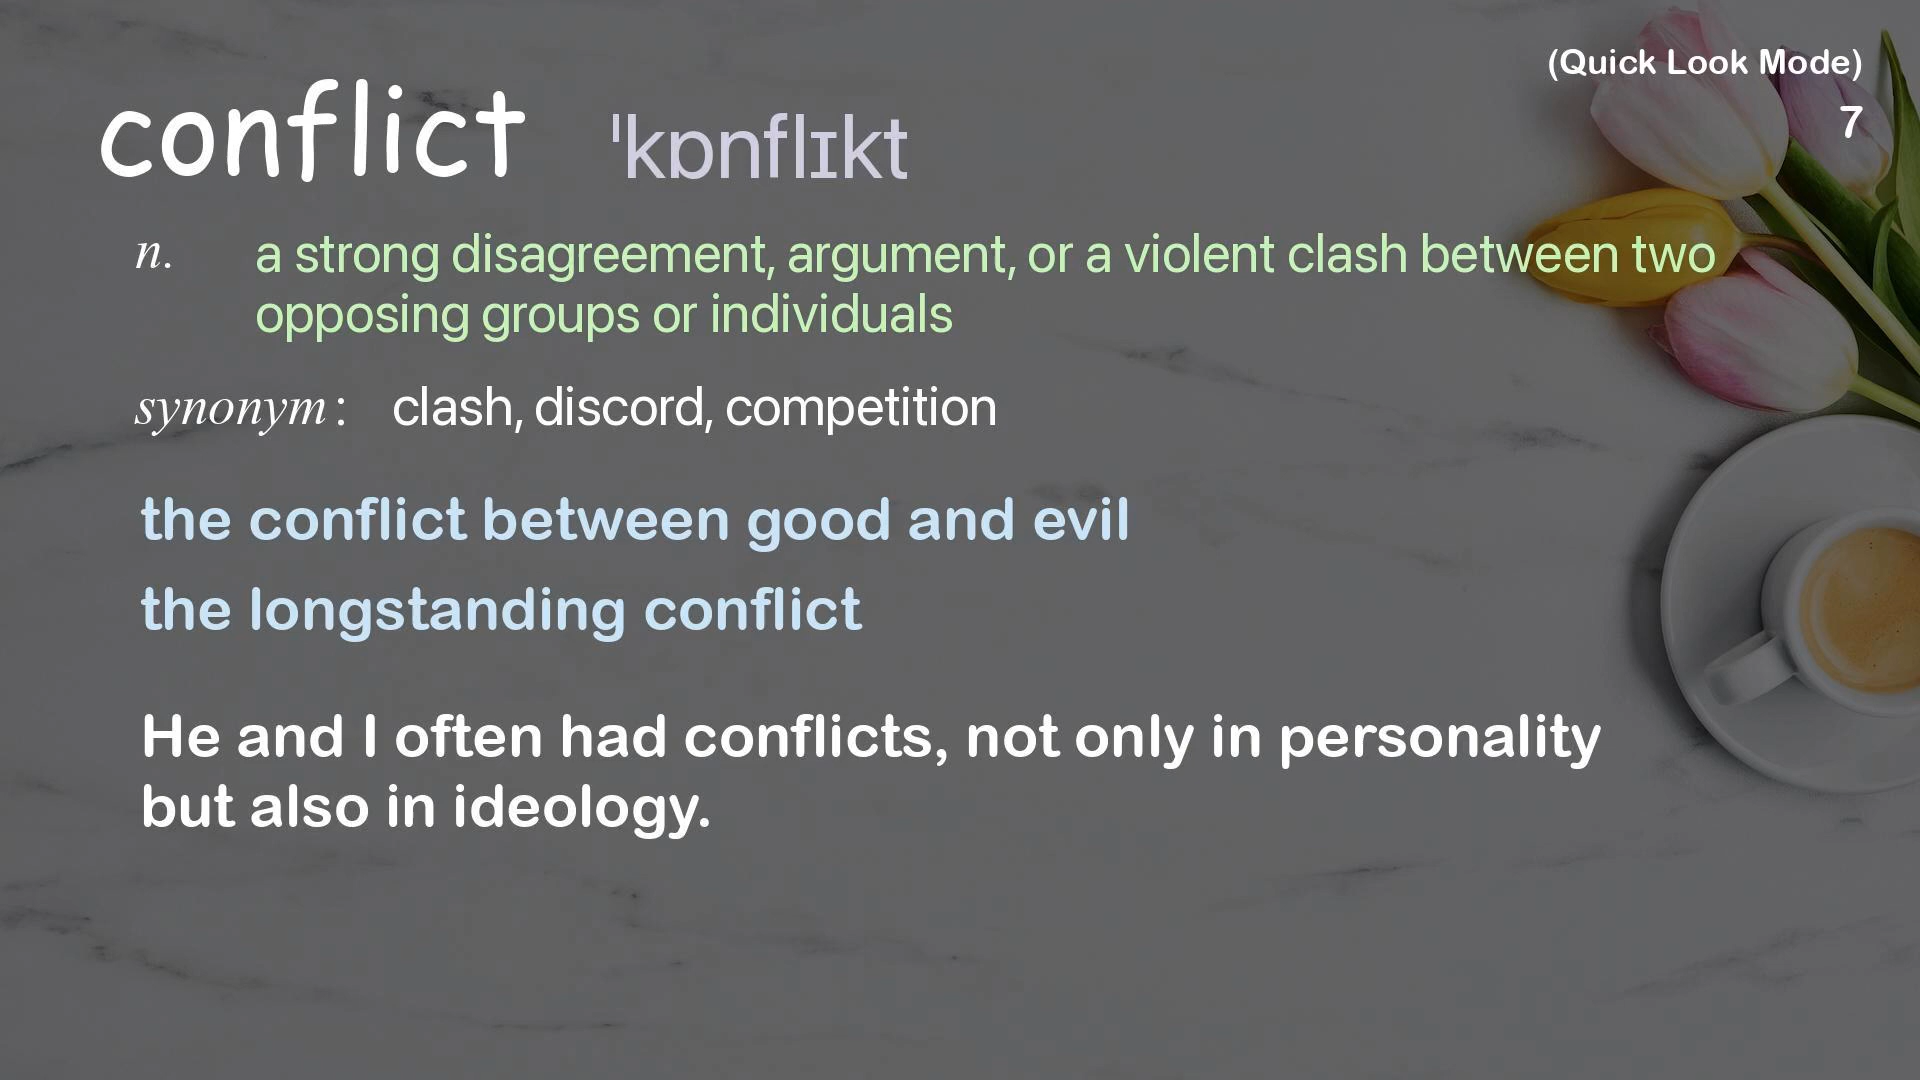 (Quick Look Mode)
7
conflict ˈkɒnflɪkt
n. a strong disagreement, argument, or a violent clash between two
opposing groups or individuals
synonym: clash, discord, competition
the conflict between good and evil
the longstanding conflict
He and I often had conflicts, not only in personality
but also in ideology.